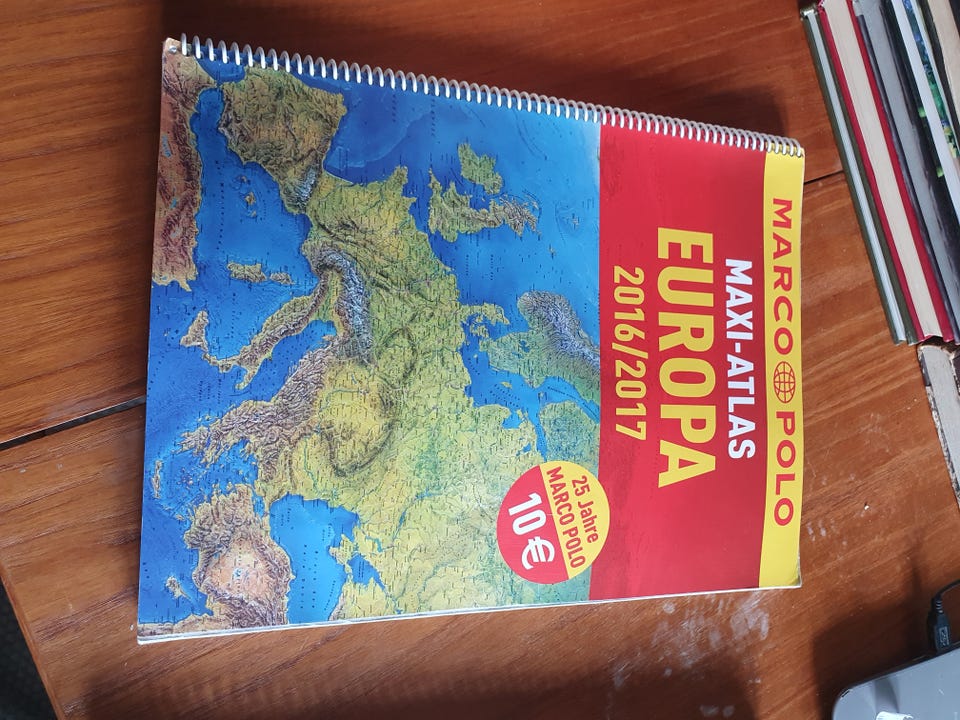 MARCO POLO
MAXI-ATLAS
EUROPA
2016/2017
25 Jahre
MARCO POLO
10€